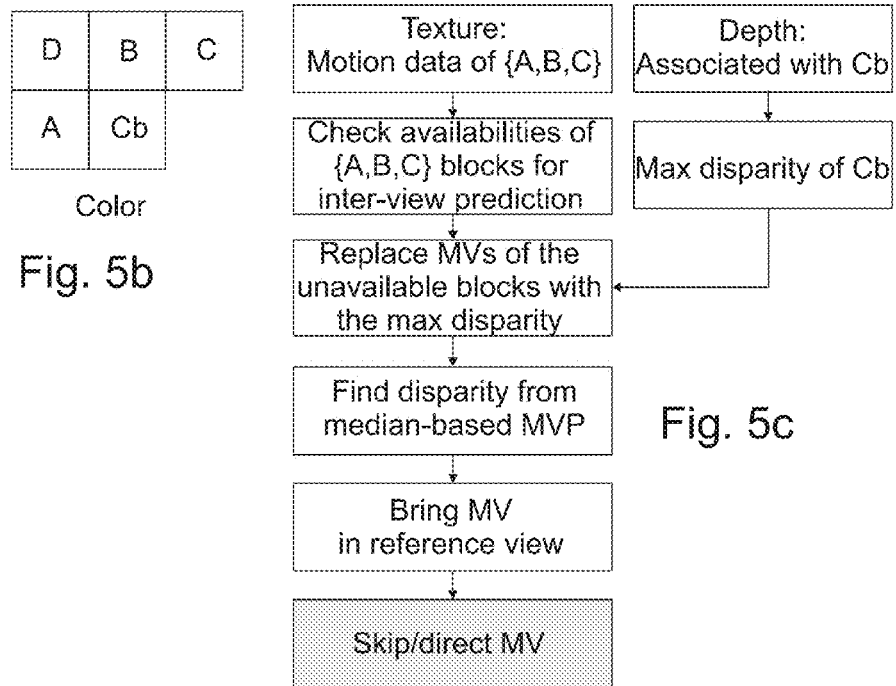 D B C
A Cb
Color
Fig. 5b
Texture:
Motion data of {A,B,C}
Check availabilities of
{A,B,C} blocks for
inter-view prediction
Replace MVs of the
unavailable blocks with
the max disparity
Find disparity from
median-based MVP
Bring MV
in reference view
Skip/direct MV
Depth:
Associated with Cb
Max disparity of Cb
Fig. 5c